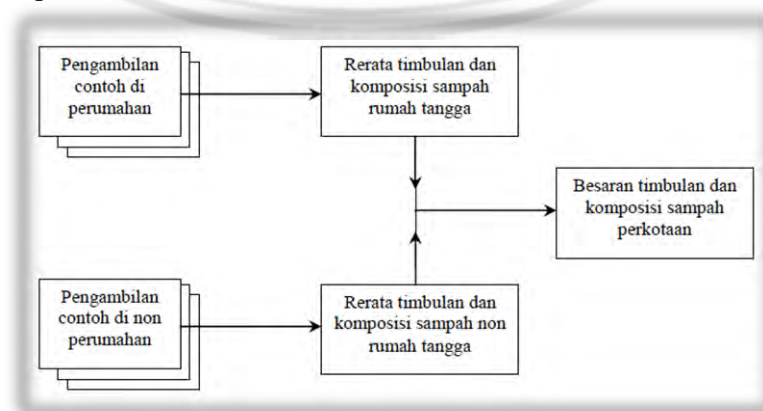 Pengambilan
contoh di
perumahan
Rerata timbulan dan
komposisi sampah
rumah tangga
Besaran timbulan dan
komposisi sampah
perkotaan
Pengambilan
contoh di non
perumahan
Rerata timbulan dan
komposisi sampah non
rumah tangga